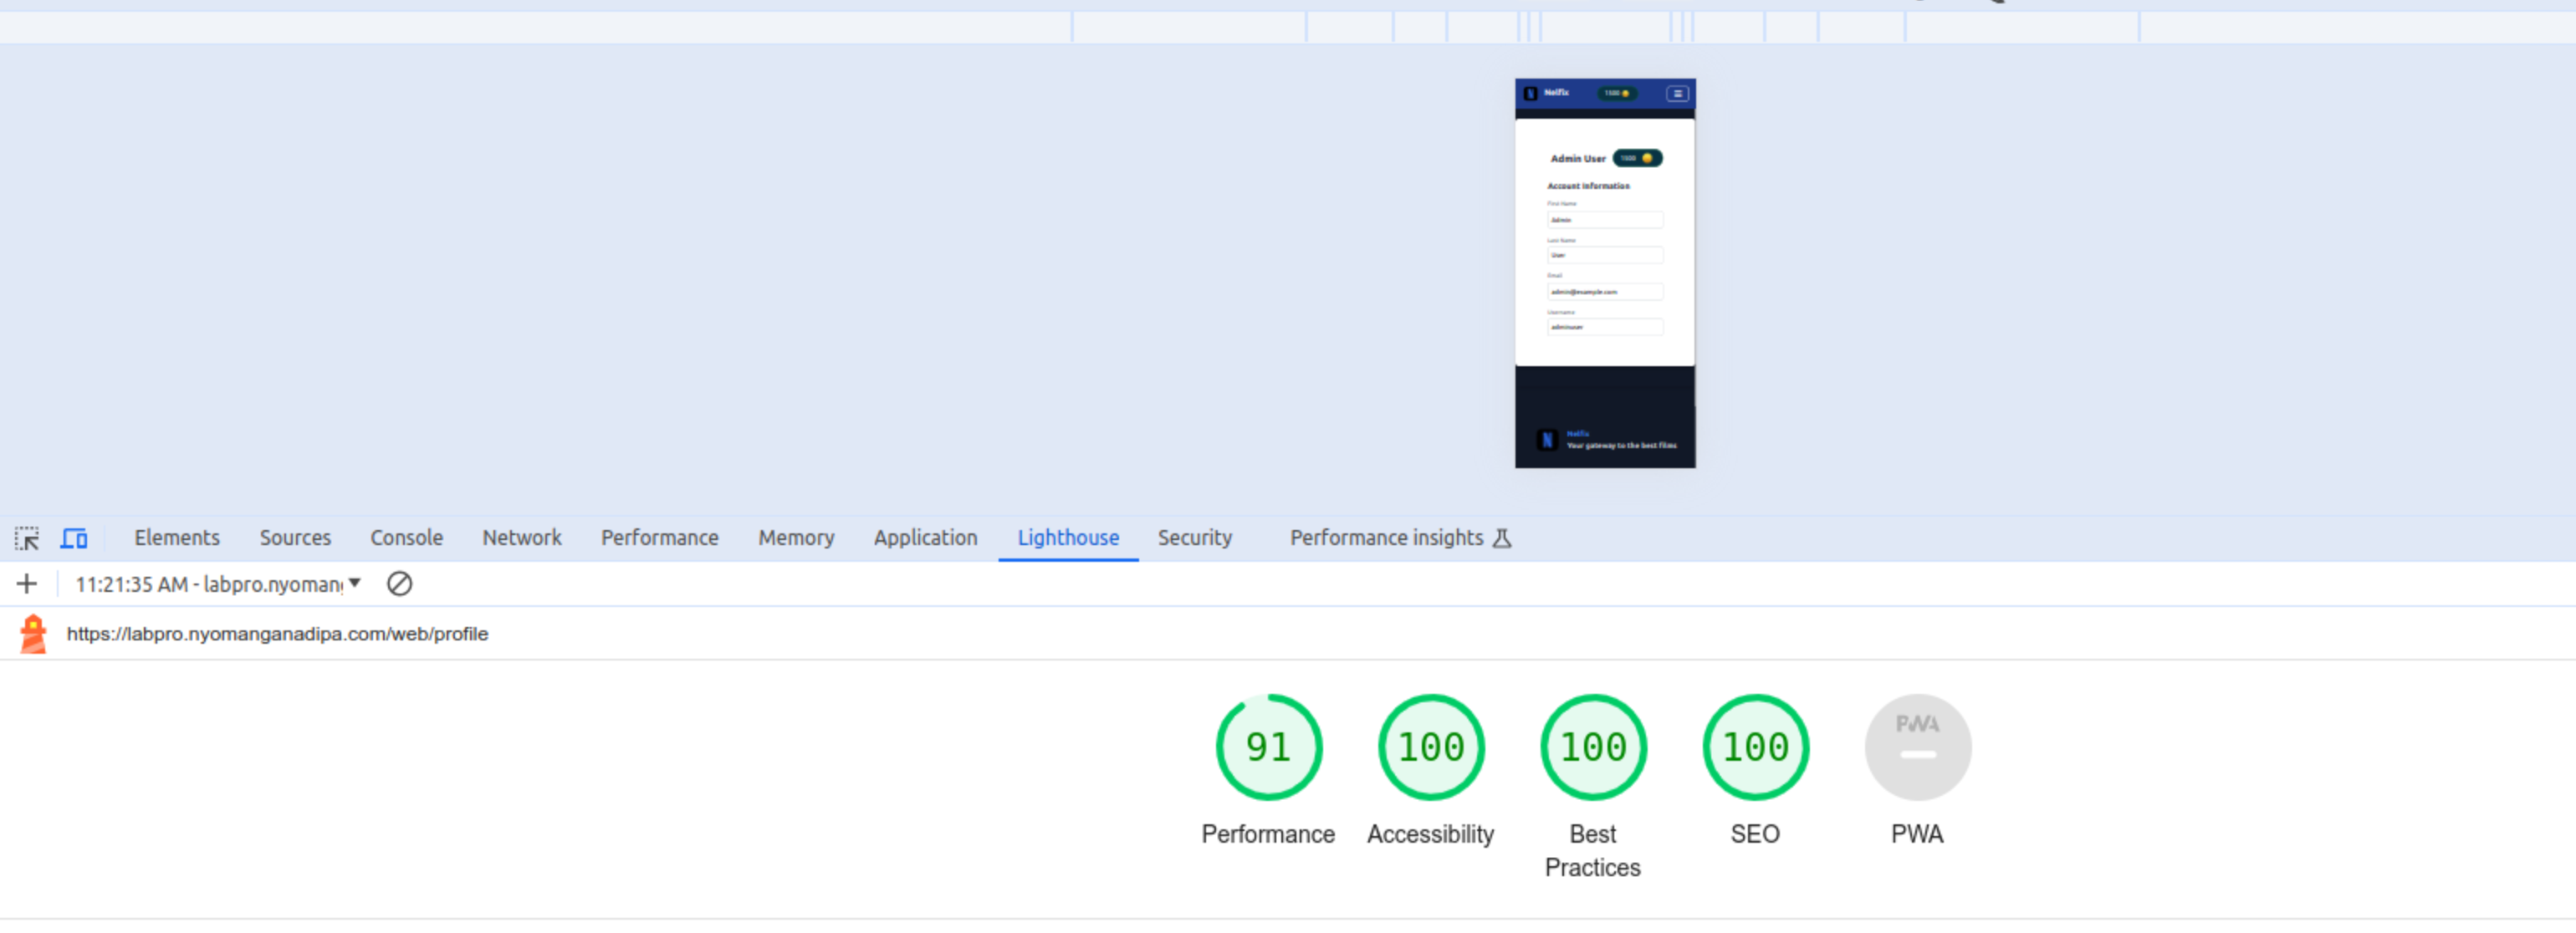 Nelfix 1500
Admin User 1500
Account Information
First Name
Admin
Last Name
User
Email
admin@example.com
Username
adminuser
N Nelfix
Your gateway to the best films
Elements Sources Console Network Performance Memory Application Lighthouse Security Performance insights
11:21:35 AM - labpro.nyoman
https://labpro.nyomanganadipa.com/web/profile
91 100 100 100 PWA
Performance Accessibility Best Practices SEO PWA